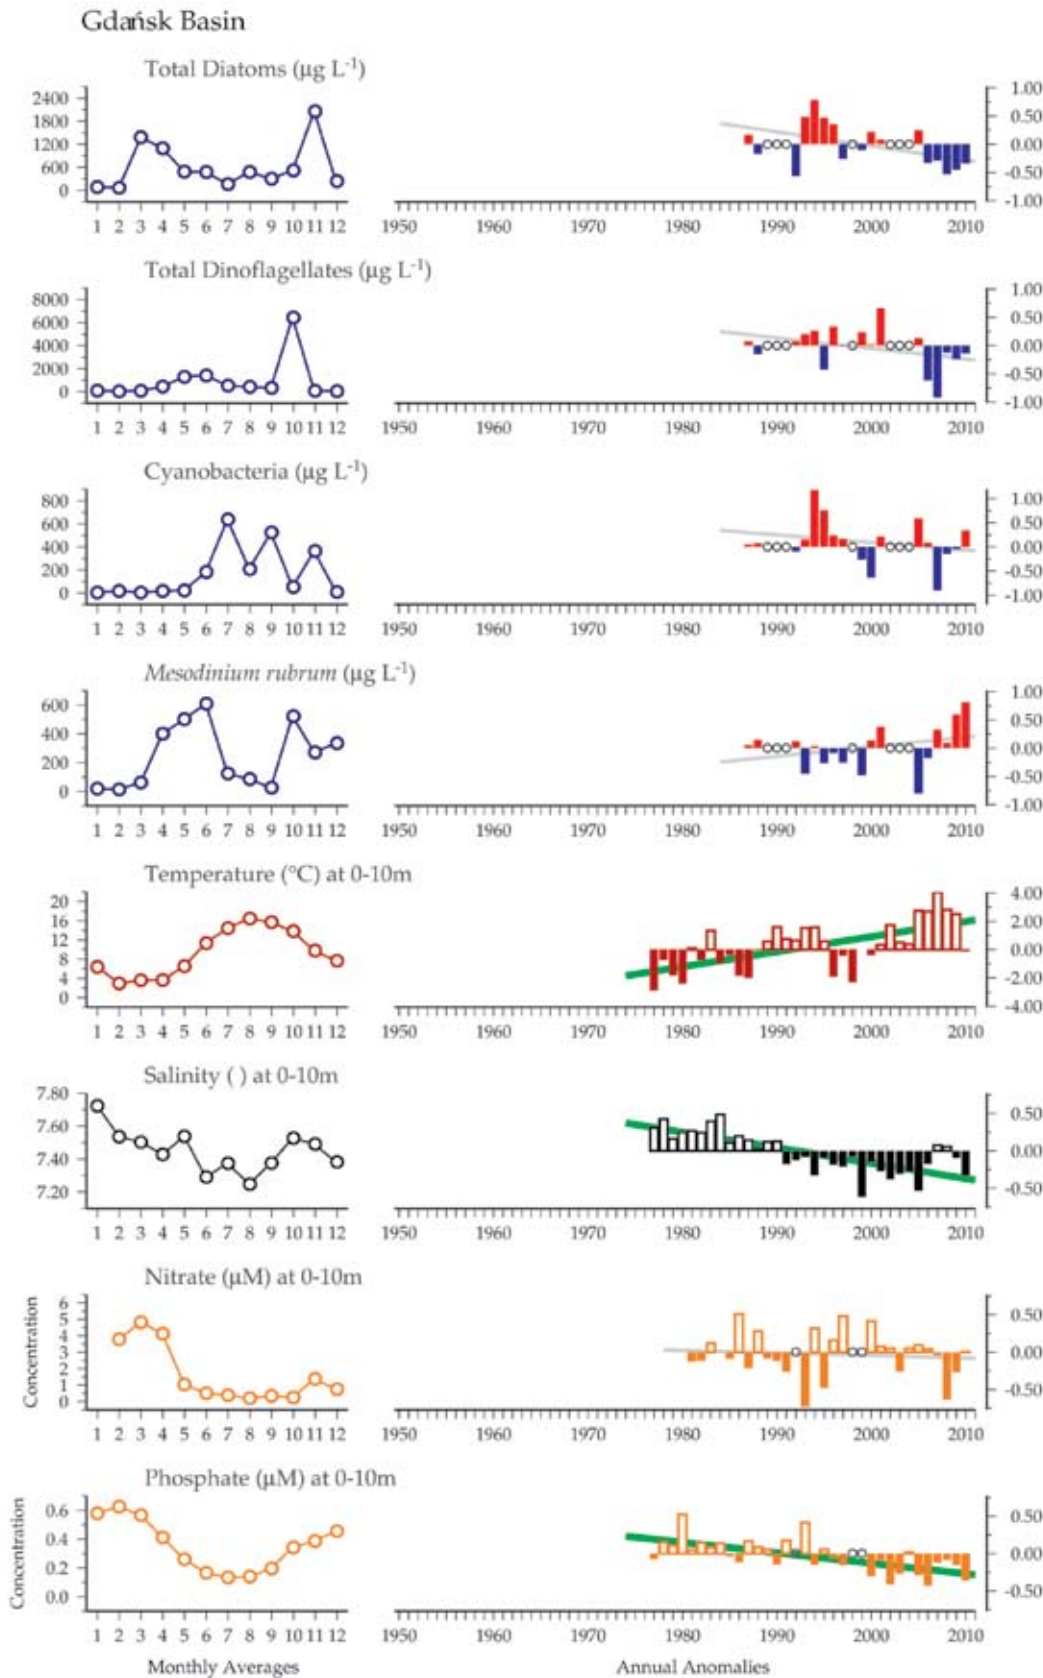 Gdańsk Basin
Total Diatoms (µg L-1)
2400
1800
1200
600
0
1.00
0.50
0.00
-0.50
-1.00
1 2 3 4 5 6 7 8 9 10 11 12
1950 1960 1970 1980 1990 2000 2010
Total Dinoflagellates (µg L-1)
8000
6000
4000
2000
0
1.00
0.50
0.00
-0.50
-1.00
1 2 3 4 5 6 7 8 9 10 11 12
1950 1960 1970 1980 1990 2000 2010
Cyanobacteria (µg L-1)
800
600
400
200
0
1.00
0.50
0.00
-0.50
-1.00
1 2 3 4 5 6 7 8 9 10 11 12
1950 1960 1970 1980 1990 2000 2010
Mesodinium rubrum (µg L-1)
600
400
200
0
1.00
0.50
0.00
-0.50
-1.00
1 2 3 4 5 6 7 8 9 10 11 12
1950 1960 1970 1980 1990 2000 2010
Temperature (°C) at 0-10m
20
16
12
8
4
0
4.00
2.00
0.00
-2.00
-4.00
1 2 3 4 5 6 7 8 9 10 11 12
1950 1960 1970 1980 1990 2000 2010
Salinity ( ) at 0-10m
7.80
7.60
7.40
7.20
0.50
0.00
-0.50
1 2 3 4 5 6 7 8 9 10 11 12
1950 1960 1970 1980 1990 2000 2010
Nitrate (µM) at 0-10m
Concentration
6
5
4
3
2
1
0
0.50
0.00
-0.50
1 2 3 4 5 6 7 8 9 10 11 12
1950 1960 1970 1980 1990 2000 2010
Phosphate (µM) at 0-10m
Concentration
0.6
0.4
0.2
0.0
0.50
0.00
-0.50
1 2 3 4 5 6 7 8 9 10 11 12
1950 1960 1970 1980 1990 2000 2010
Monthly Averages
Annual Anomalies